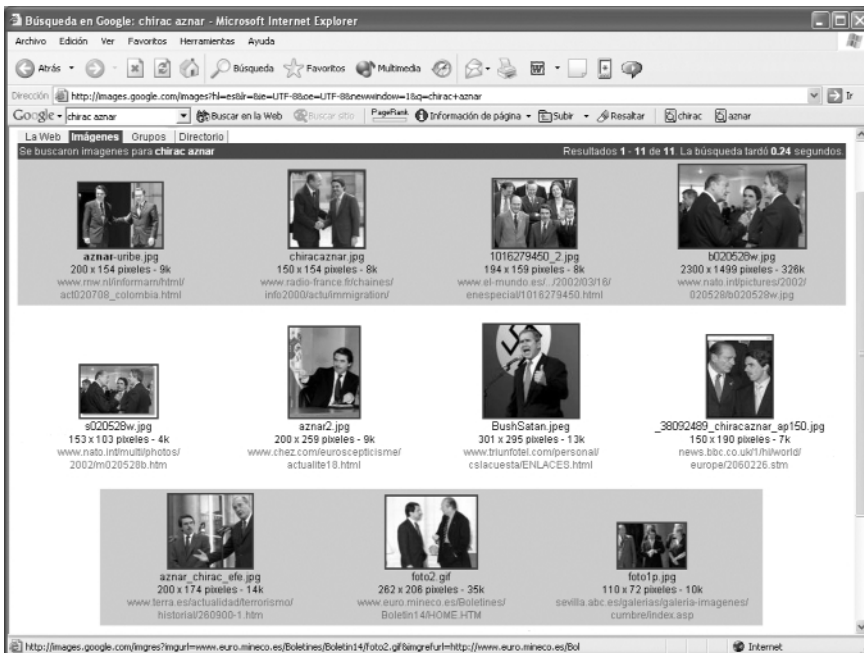 Búsqueda en Google: chirac aznar - Microsoft Internet Explorer
Archivo Edición Ver Favoritos Herramientas Ayuda
Atrás Búsqueda Favoritos Multimedia
Dirección http://images.google.com/images?hl=es&lr=&ie=UTF-8&oe=UTF-8&newwindow=1&q=chirac+aznar Ir
Google chirac aznar Buscar en la Web Buscar sitio PageRank Información de página Subir Resaltar chirac aznar
La Web Imágenes Grupos Directorio
Se buscaron imagenes para chirac aznar Resultados 1 - 11 de 11. La búsqueda tardó 0.24 segundos.
aznar-uribe.jpg chiracaznar.jpg 1016279450_2.jpg b020528w.jpg
200 x 154 pixeles - 9k 150 x 154 pixeles - 8k 194 x 159 pixeles - 8k 2300 x 1499 pixeles - 326k
www.rnw.nl/informarn/html/ www.radio-france.fr/chaines/ www.el-mundo.es/../2002/03/16/ www.nato.int/pictures/2002/
act020708_colombia.html/ info2000/actu/immigration/ enespecial/1016279450.html 020528/b020528w.jpg
s020528w.jpg aznar2.jpg BushSatan.jpeg _38092489_chiracaznar_ap150.jpg
153 x 103 pixeles - 4k 200 x 259 pixeles - 9k 301 x 295 pixeles - 13k 150 x 190 pixeles - 7k
www.nato.int/multi/photos/ www.chez.com/euroscepticisme/ www.triunfotel.com/personal/ news.bbc.co.uk/1/hi/world/
2002/m020528b.htm actualite18.html cslacuesta/ENLACES.html europe/2060226.stm
aznar_chirac_efe.jpg foto2.gif foto1p.jpg
200 x 174 pixeles - 14k 262 x 206 pixeles - 35k 110 x 72 pixeles - 10k
www.terra.es/actualidad/terrorismo/ www.euro.mineco.es/Boletines/ sevilla.abc.es/galerias/galeria-imagenes/
historial/260900-1.htm Boletin14/HOME.HTM cumbre/index.asp
http://images.google.com/imgres?imgurl=www.euro.mineco.es/Boletines/Boletin14/foto2.gif&imgrefurl=http://www.euro.mineco.es/Bol Internet